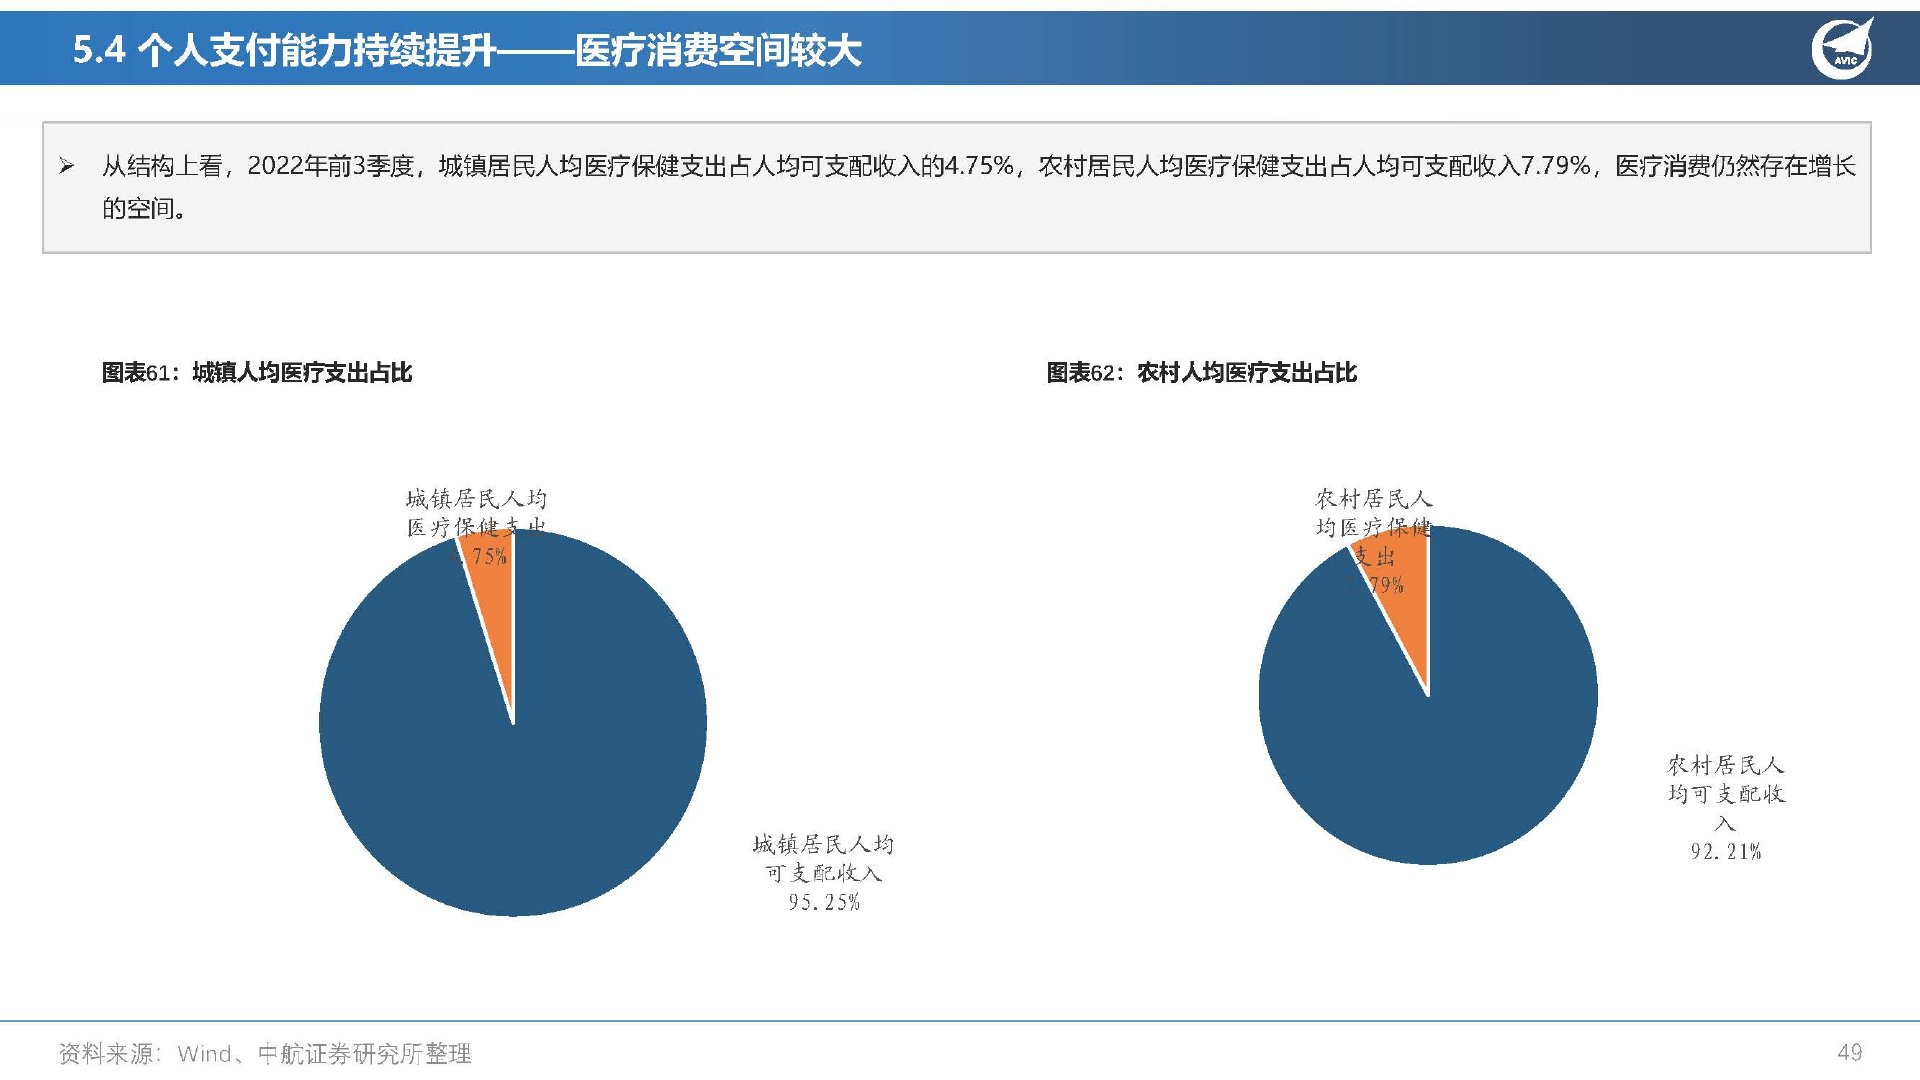 5.4 个人支付能力持续提升——医疗消费空间较大
AVIC
➢ 从结构上看，2022年前3季度，城镇居民人均医疗保健支出占人均可支配收入的4.75%，农村居民人均医疗保健支出占人均可支配收入7.79%，医疗消费仍然存在增长
的空间。
图表61：城镇人均医疗支出占比
城镇居民人均
医疗保健支出
4.75%
城镇居民人均
可支配收入
95.25%
图表62：农村人均医疗支出占比
农村居民人
均医疗保健
支出
7.79%
农村居民人
均可支配收
入
92.21%
资料来源：Wind、中航证券研究所整理
49